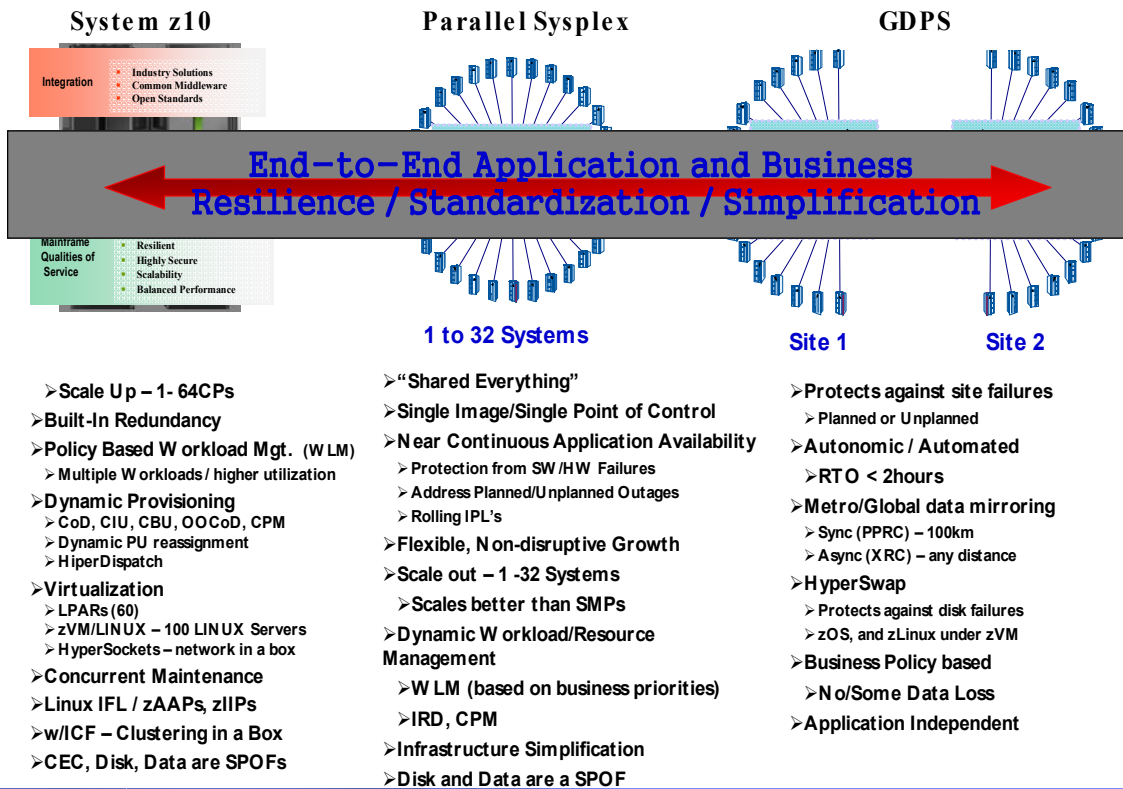 System z10
Integration
Industry Solutions
Common Middleware
Open Standards
Parallel Sysplex
GDPS
End-to-End Application and Business
Resilience / Standardization / Simplification
Mainframe
Qualities of
Service
Resilient
Highly Secure
Scalability
Balanced Performance
1 to 32 Systems
Site 1
Site 2
➢Scale Up – 1- 64CPs
➢Built-In Redundancy
➢Policy Based Workload Mgt. (WLM)
➢Multiple Workloads / higher utilization
➢Dynamic Provisioning
➢CoD, CIU, CBU, OOCoD, CPM
➢Dynamic PU reassignment
➢HiperDispatch
➢Virtualization
➢LPARs (60)
➢zVM/LINUX – 100 LINUX Servers
➢HyperSockets – network in a box
➢Concurrent Maintenance
➢Linux IFL / zAAPs, zIIPs
➢w/ICF – Clustering in a Box
➢CEC, Disk, Data are SPOFs
➢“Shared Everything”
➢Single Image/Single Point of Control
➢Near Continuous Application Availability
➢Protection from SW/HW Failures
➢Address Planned/Unplanned Outages
➢Rolling IPL's
➢Flexible, Non-disruptive Growth
➢Scale out – 1 -32 Systems
➢Scales better than SMPs
➢Dynamic Workload/Resource
Management
➢WLM (based on business priorities)
➢IRD, CPM
➢Infrastructure Simplification
➢Disk and Data are a SPOF
➢Protects against site failures
➢Planned or Unplanned
➢Autonomic / Automated
➢RTO < 2hours
➢Metro/Global data mirroring
➢Sync (PPRC) – 100km
➢Async (XRC) – any distance
➢HyperSwap
➢Protects against disk failures
➢zOS, and zLinux under zVM
➢Business Policy based
➢No/Some Data Loss
➢Application Independent